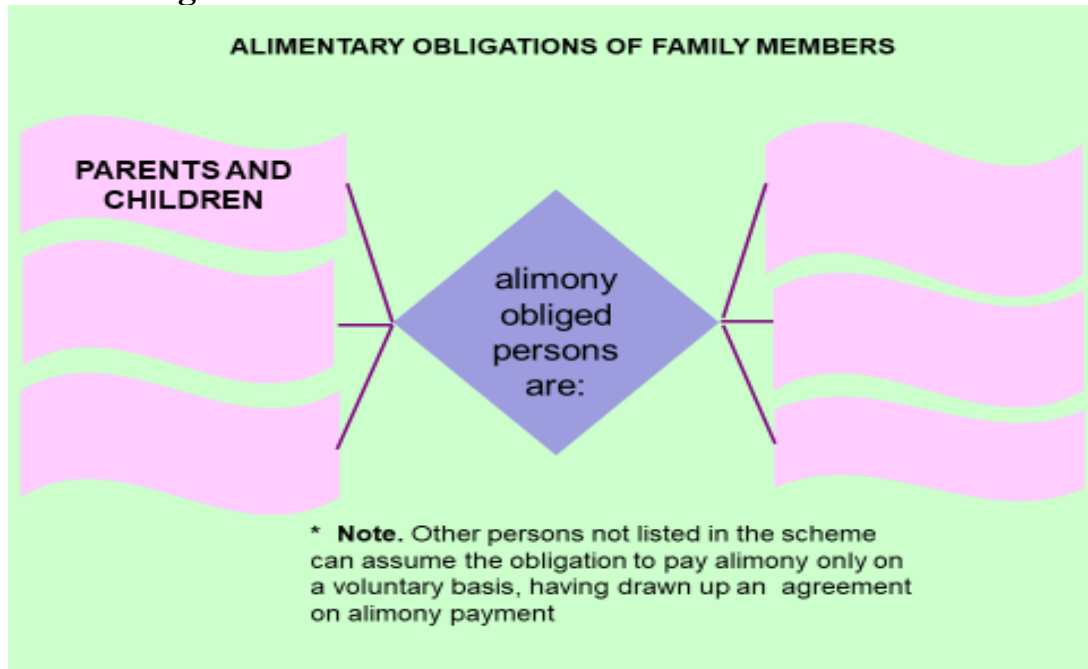 ALIMENTARY OBLIGATIONS OF FAMILY MEMBERS
PARENTS AND
CHILDREN
alimony
obliged
persons
are:
* Note. Other persons not listed in the scheme
can assume the obligation to pay alimony only on
a voluntary basis, having drawn up an agreement
on alimony payment